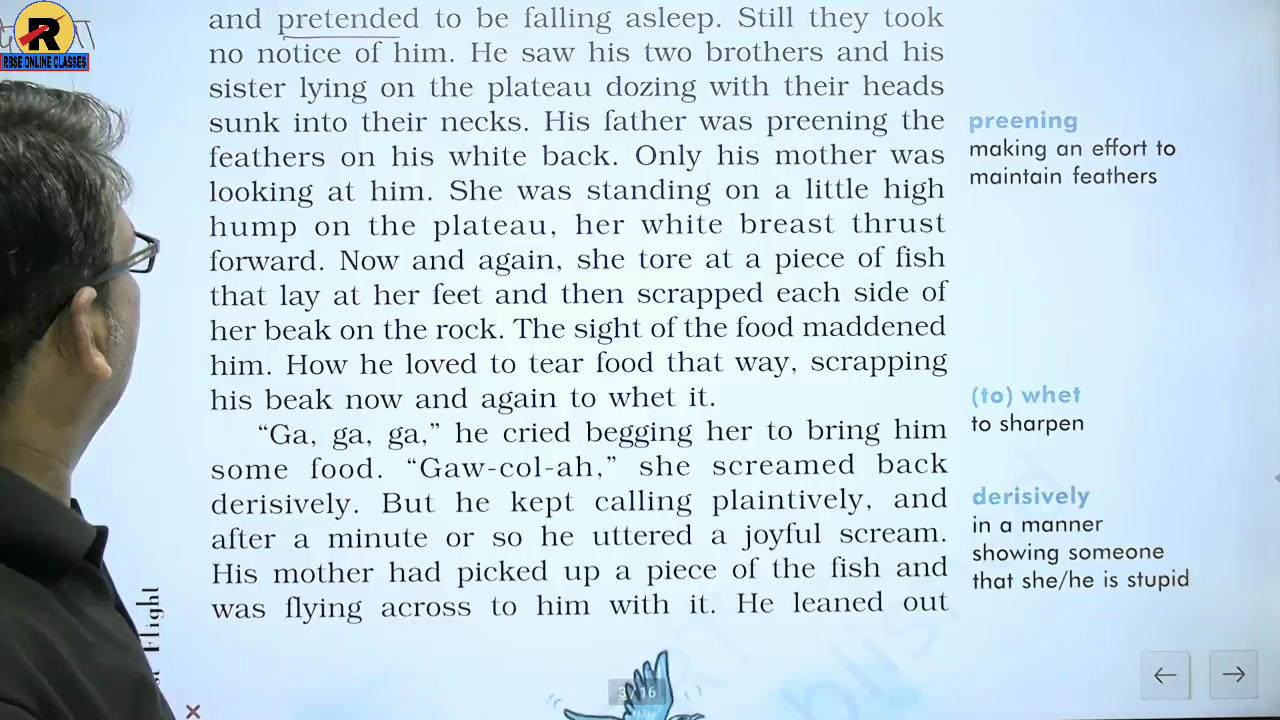 R
RBSE ONLINE CLASSES
and pretended to be falling asleep. Still they took
no notice of him. He saw his two brothers and his
sister lying on the plateau dozing with their heads
sunk into their necks. His father was preening the
feathers on his white back. Only his mother was
looking at him. She was standing on a little high
hump on the plateau, her white breast thrust
forward. Now and again, she tore at a piece of fish
that lay at her feet and then scrapped each side of
her beak on the rock. The sight of the food maddened
him. How he loved to tear food that way, scrapping
his beak now and again to whet it.
“Ga, ga, ga,” he cried begging her to bring him
some food. “Gaw-col-ah,” she screamed back
derisively. But he kept calling plaintively, and
after a minute or so he uttered a joyful scream.
His mother had picked up a piece of the fish and
was flying across to him with it. He leaned out
preening
making an effort to
maintain feathers
(to) whet
to sharpen
derisively
in a manner
showing someone
that she/he is stupid
Flight
3 / 16